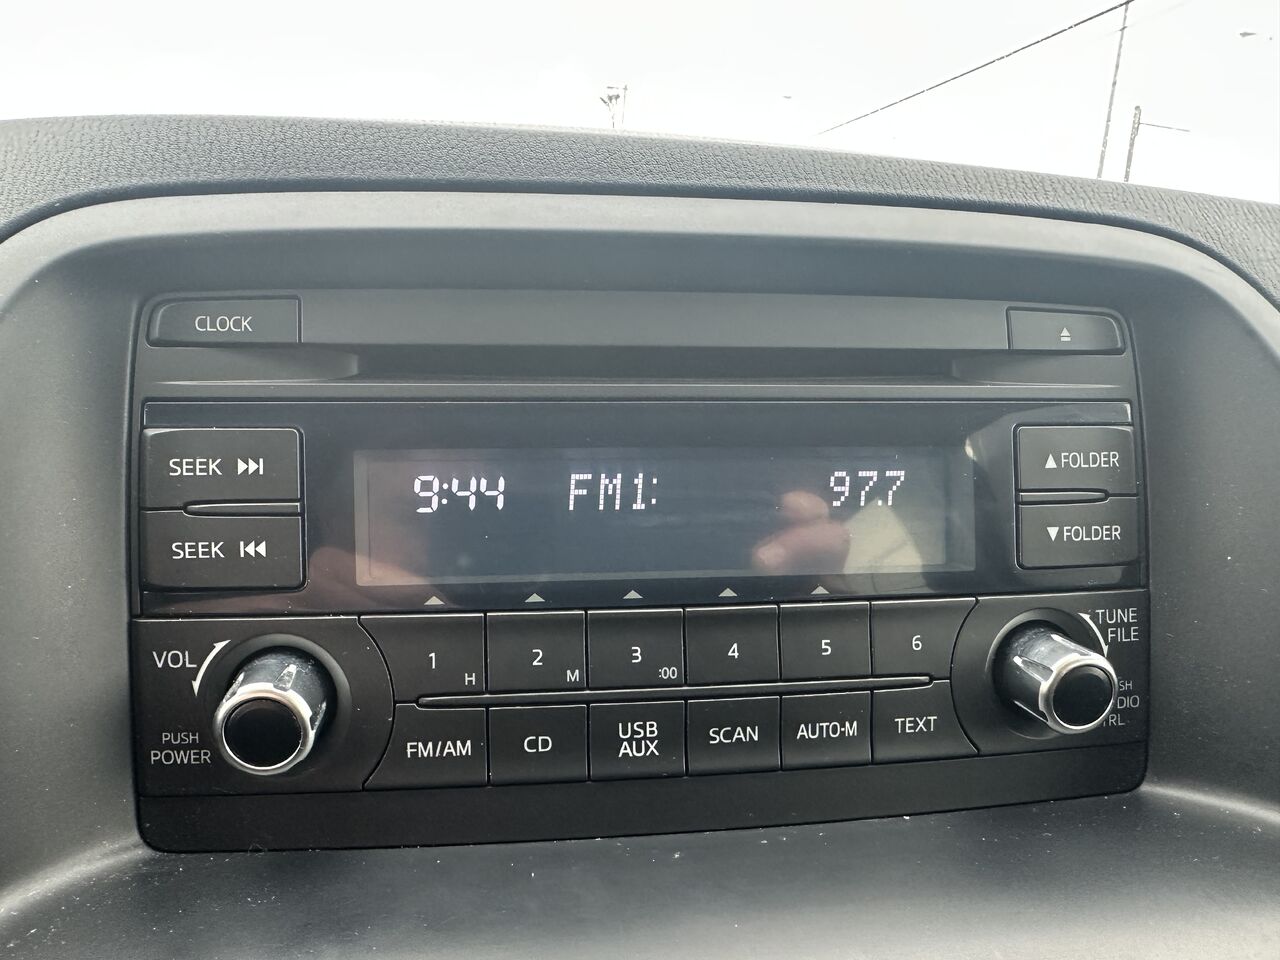 CLOCK
SEEK
SEEK
9:44 FM1: 97.7
FOLDER
FOLDER
VOL
PUSH
POWER
1 H
2 M
3 :00
4
5
6
FM/AM
CD
USB
AUX
SCAN
AUTO-M
TEXT
TUNE
FILE